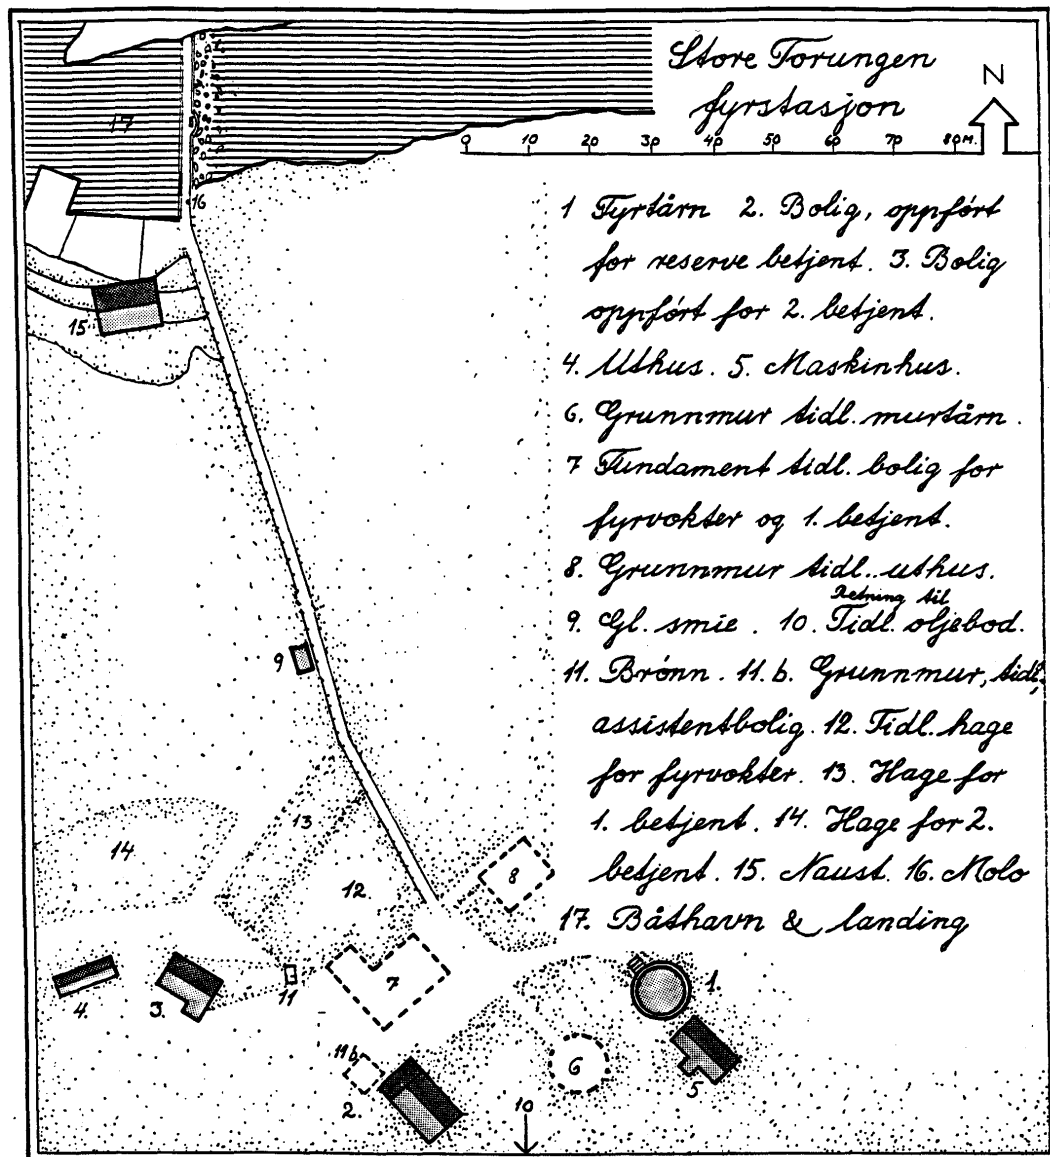 Store Torungen
fyrstasjon
N
0 10 20 30 40 50 60 70 80 M.
1 Fyrtårn 2. Bolig, oppført
for reserve betjent. 3. Bolig
oppført for 2. betjent.
4. Uthus. 5. Maskinhus.
6. Grunnmur tidl. murtårn.
7 Fundament tidl. bolig for
fyrvokter og 1. betjent.
8. Grunnmur tidl. uthus.
Retning til
9. Gl. smie. 10. Tidl. oljebod.
11. Brønn. 11. b. Grunnmur, tidl.
assistentbolig. 12. Tidl. hage
for fyrvokter. 13. Hage for
1. betjent. 14. Hage for 2.
betjent. 15. Naust. 16. Molo
17. Båthavn & landing
17
16
15
9
13
14
12
8
7
11
4.
3.
1.
11 b.
2.
6
5
10